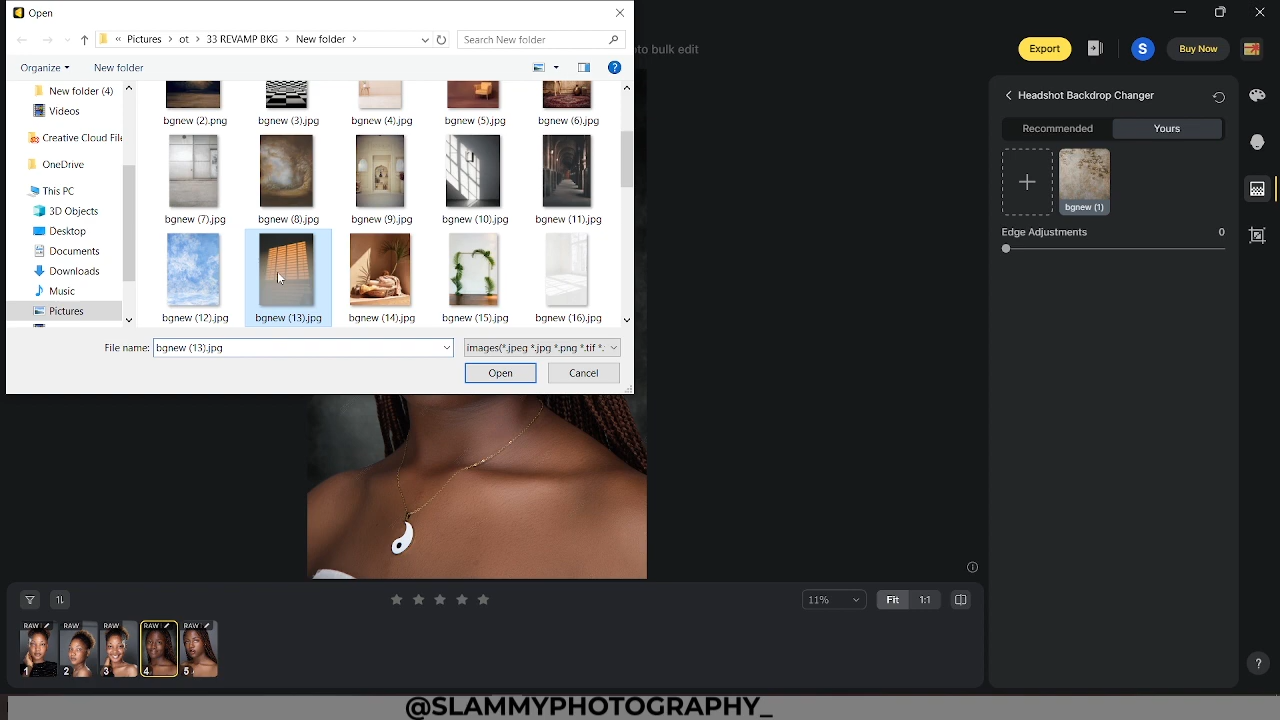 Open
« Pictures > ot > 33 REVAMP BKG > New folder >
Search New folder
Organize
New folder
New folder (4)
Videos
Creative Cloud File
OneDrive
This PC
3D Objects
Desktop
Documents
Downloads
Music
Pictures
bgnew (2).png
bgnew (3).jpg
bgnew (4).jpg
bgnew (5).jpg
bgnew (6).jpg
bgnew (7).jpg
bgnew (8).jpg
bgnew (9).jpg
bgnew (10).jpg
bgnew (11).jpg
bgnew (12).jpg
bgnew (13).jpg
bgnew (14).jpg
bgnew (15).jpg
bgnew (16).jpg
File name: bgnew (13).jpg
images(*.jpeg *.jpg *.png *.tif *.
Open
Cancel
to bulk edit
Export
S
Buy Now
Headshot Backdrop Changer
Recommended
Yours
bgnew (1)
Edge Adjustments 0
11%
Fit
1:1
RAW
1
2
RAW
3
RAW
4
RAW
5
?
@SLAMMYPHOTOGRAPHY_